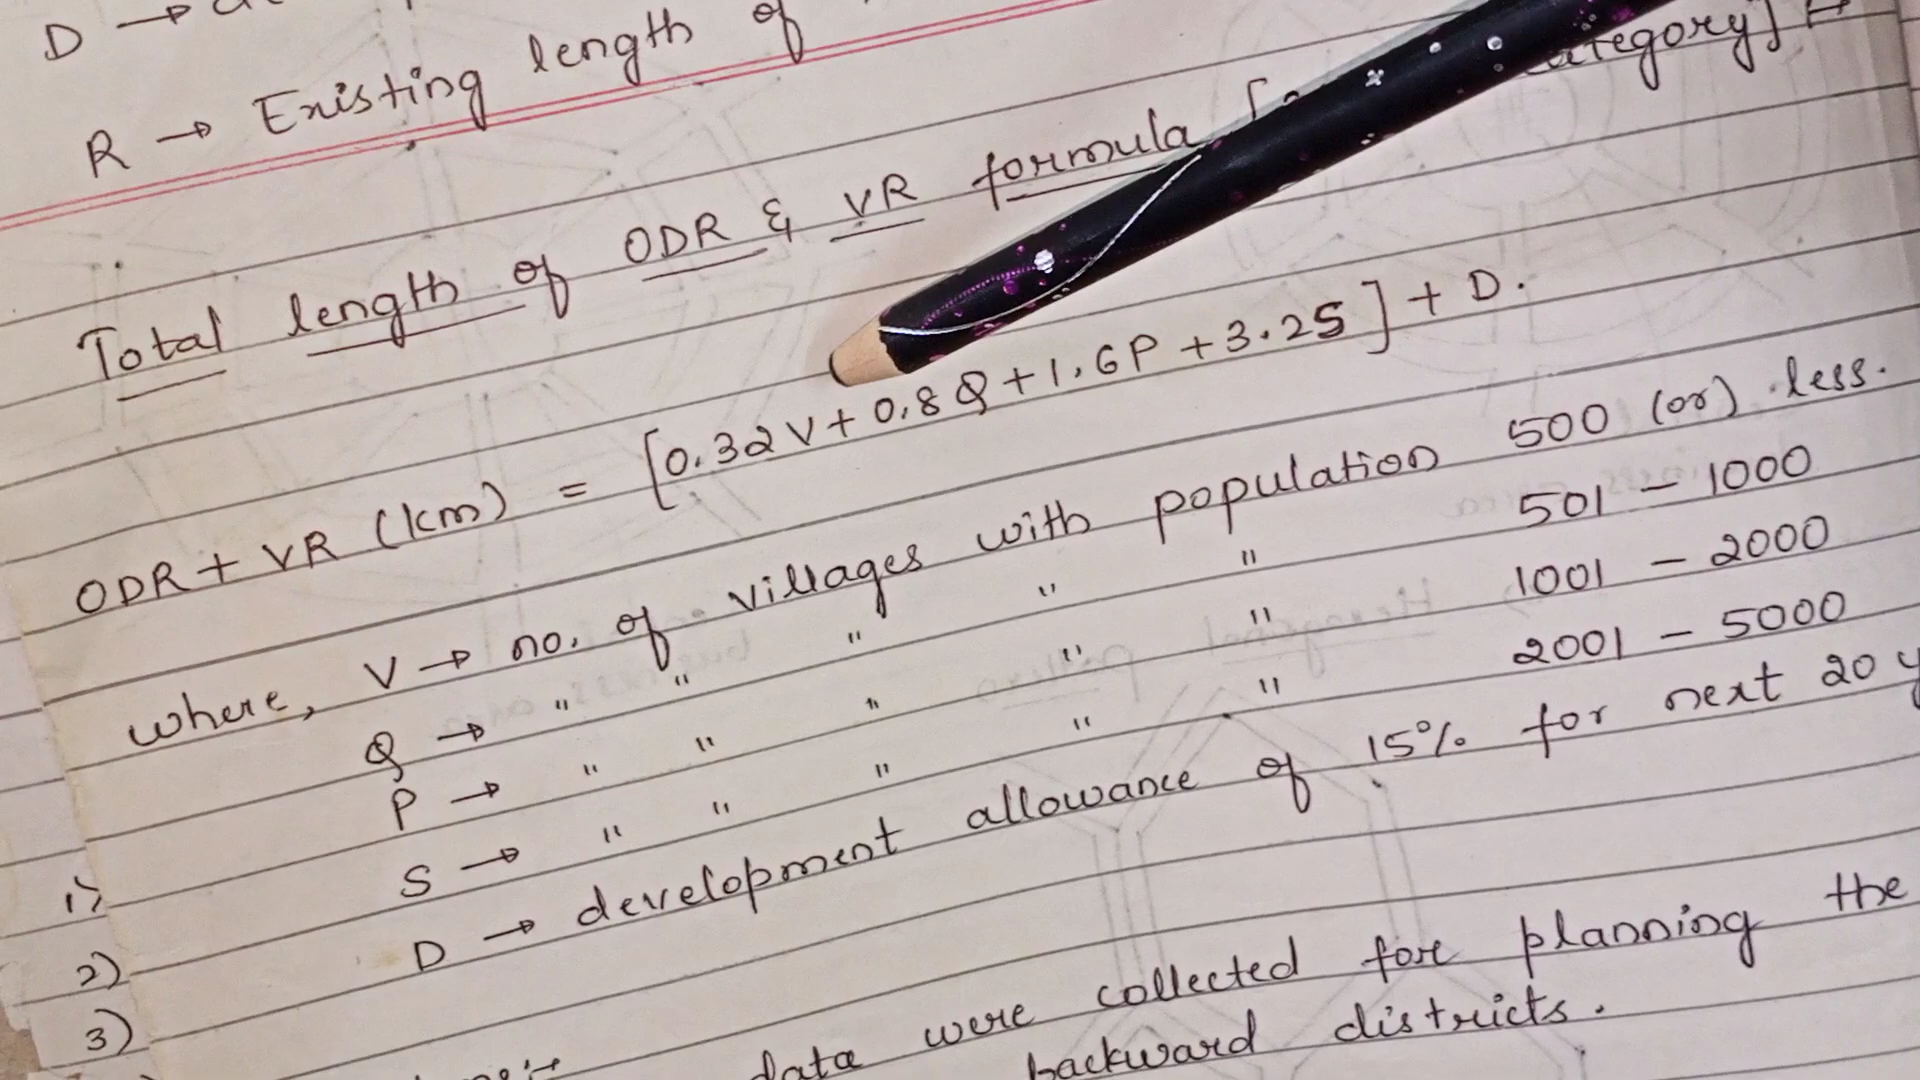 D →
R → Existing length of
Total length of ODR & VR formula
ODR + VR (km) = [0.32V + 0.8Q + 1.6P + 3.2S] + D.
where, V → no. of villages with population 500 (or) less.
Q → " " " " " 501 - 1000
P → " " " " " 1001 - 2000
S → " " " " " 2001 - 5000
D → development allowance of 15% for next 20
1)
2)
3)
data were collected for planning the
backward districts.